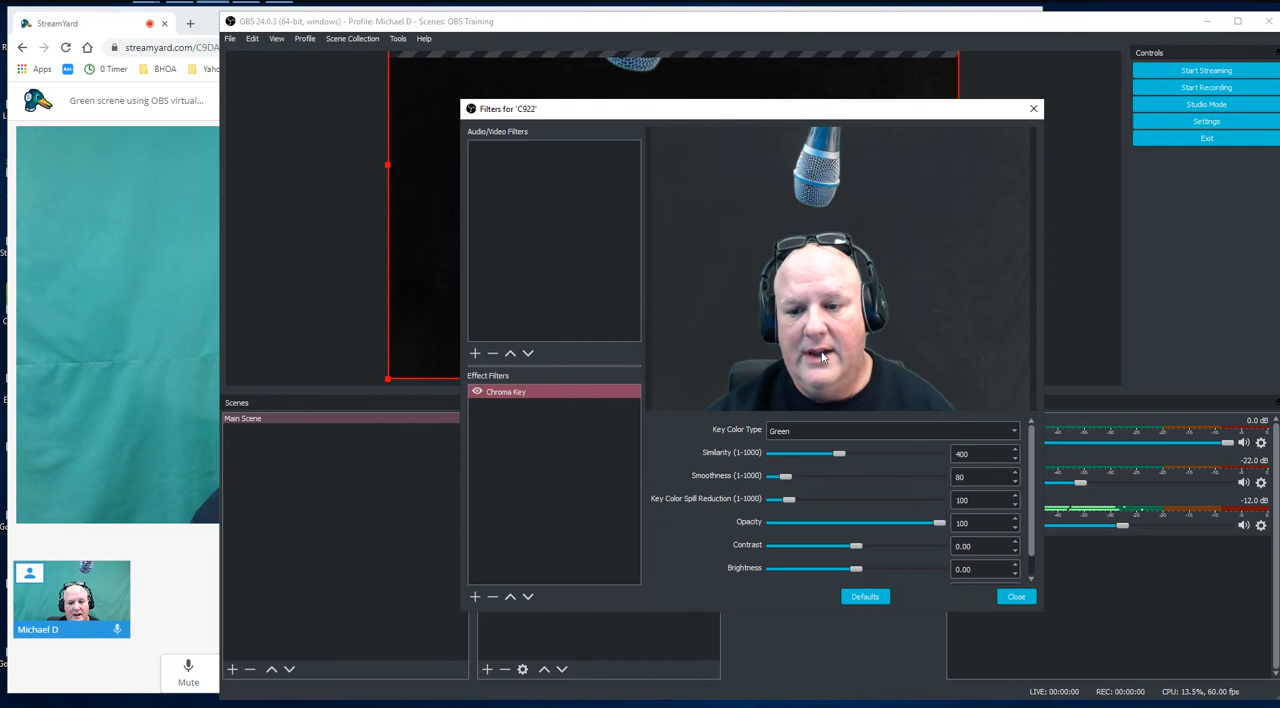 StreamYard
streamyard.com/C9DA
Apps
Aol
0 Timer
BHOA
Yaho
Green screne using OBS virtual...
Michael D
Mute
OBS 24.0.3 (64-bit, windows) - Profile: Michael D - Scenes: OBS Training
File Edit View Profile Scene Collection Tools Help
Controls
Start Streaming
Start Recording
Studio Mode
Settings
Exit
Filters for 'C922'
Audio/Video Filters
Effect Filters
Chroma Key
Key Color Type Green
Similarity (1-1000) 400
Smoothness (1-1000) 80
Key Color Spill Reduction (1-1000) 100
Opacity 100
Contrast 0.00
Brightness 0.00
Defaults Close
Scenes
Main Scene
0.0 dB
-22.0 dB
-12.0 dB
LIVE: 00:00:00 REC: 00:00:00 CPU: 13.5%, 60.00 fps